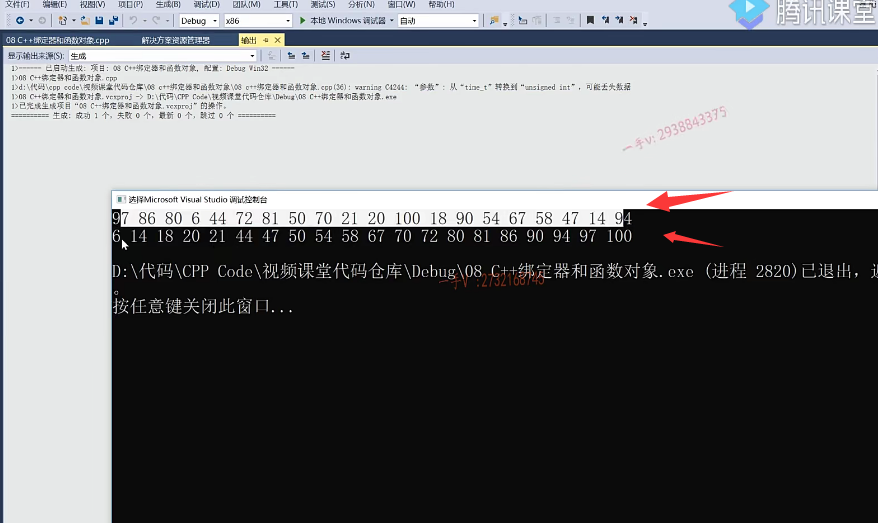 文件(F) 编辑(E) 视图(V) 项目(P) 生成(B) 调试(D) 团队(M) 工具(T) 测试(S) 分析(N) 窗口(W) 帮助(H)
腾讯课堂
Debug x86 本地 Windows 调试器 自动
08 C++绑定器和函数对象.cpp 解决方案资源管理器 输出
显示输出来源(S): 生成
1>------ 已启动生成: 项目: 08 C++绑定器和函数对象, 配置: Debug Win32 ------
1>08 C++绑定器和函数对象.cpp
1>d:\代码\cpp code\视频课堂代码仓库\08 c++绑定器和函数对象\08 c++绑定器和函数对象.cpp(36): warning C4244: “参数”: 从“time_t”转换到“unsigned int”，可能丢失数据
1>08 C++绑定器和函数对象.vcxproj -> D:\代码\CPP Code\视频课堂代码仓库\Debug\08 C++绑定器和函数对象.exe
1>已完成生成项目“08 C++绑定器和函数对象.vcxproj”的操作。
========== 生成: 成功 1 个，失败 0 个，最新 0 个，跳过 0 个 ==========
一手v: 2938843375
选择Microsoft Visual Studio 调试控制台
97 86 80 6 44 72 81 50 70 21 20 100 18 90 54 67 58 47 14 94
6 14 18 20 21 44 47 50 54 58 67 70 72 80 81 86 90 94 97 100
D:\代码\CPP Code\视频课堂代码仓库\Debug\08 C++绑定器和函数对象.exe (进程 2820)已退出，
。
一手V :2732168743
按任意键关闭此窗口...